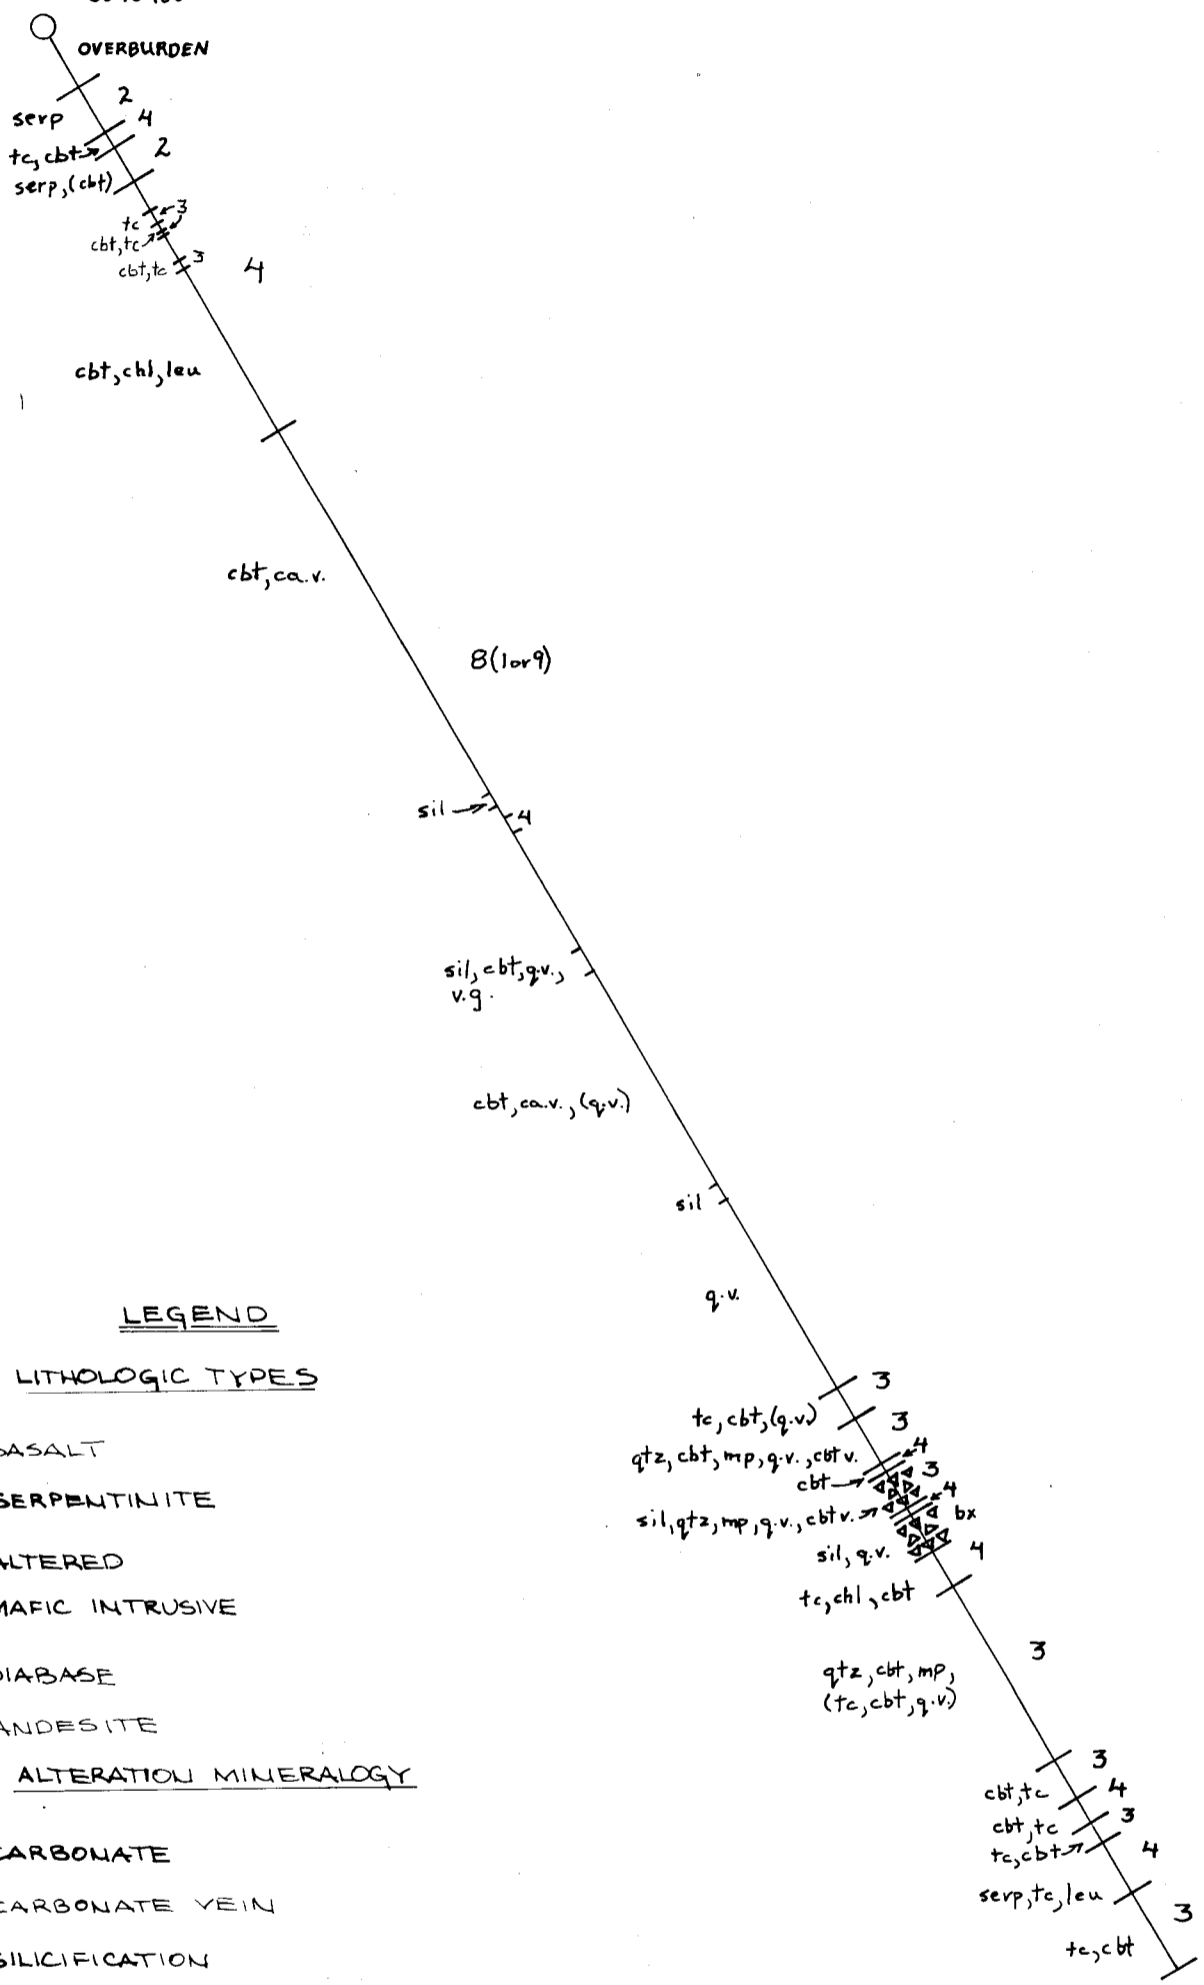 OVERBURDEN
2
serp
4
tc, cbt
2
serp, (cbt)
3
tc
cbt, tc
3
cbt, tc
4
cbt, chl, leu
cbt, ca.v.
8(1or9)
sil
4
sil, cbt, q.v.,
v.g.
cbt, ca.v., (q.v.)
sil
q.v.
3
tc, cbt, (q.v.)
3
4
qtz, cbt, mp, q.v., cbt v.
3
cbt
4
bx
sil, qtz, mp, q.v., cbt v.
sil, q.v.
4
tc, chl, cbt
3
qtz, cbt, mp,
(tc, cbt, q.v.)
3
cbt, tc
4
cbt, tc
3
tc, cbt
4
serp, tc, leu
3
tc, cbt
LEGEND
LITHOLOGIC TYPES
BASALT
SERPENTINITE
ALTERED
MAFIC INTRUSIVE
DIABASE
ANDESITE
ALTERATION MINERALOGY
CARBONATE
CARBONATE VEIN
SILICIFICATION